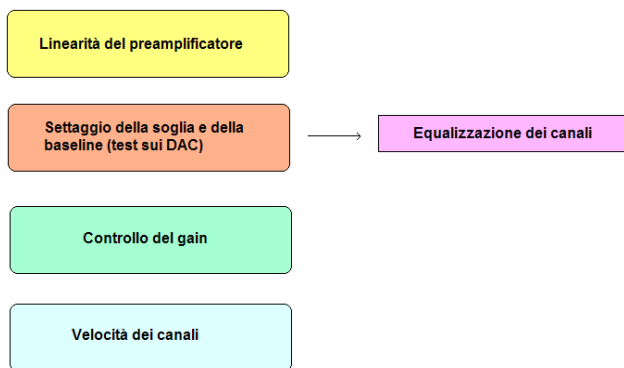 Linearità del preamplificatore
Settaggio della soglia e della
baseline (test sui DAC)
Equalizzazione dei canali
Controllo del gain
Velocità dei canali